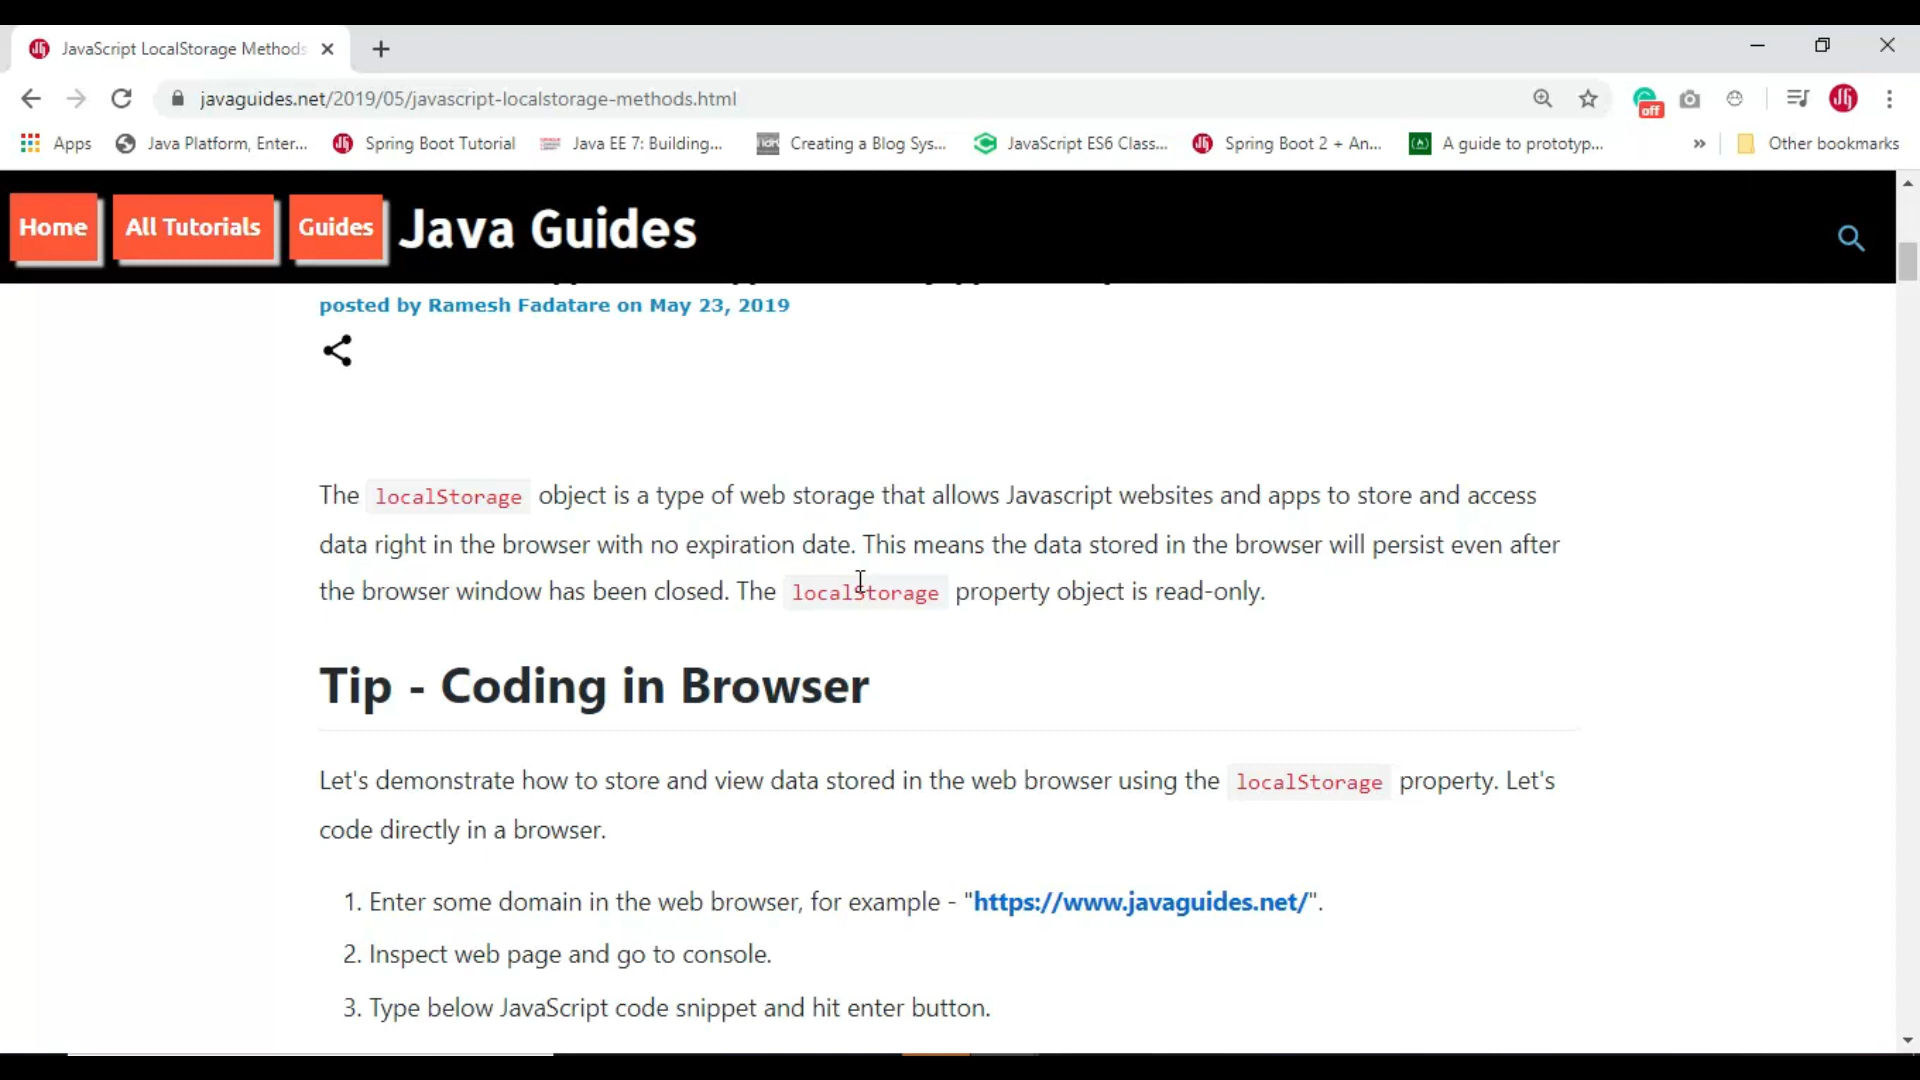 JavaScript LocalStorage Methods
javaguides.net/2019/05/javascript-localstorage-methods.html
off
Apps Java Platform, Enter... Spring Boot Tutorial Java EE 7: Building... Creating a Blog Sys... JavaScript ES6 Class... Spring Boot 2 + An... A guide to prototyp... » Other bookmarks
Home All Tutorials Guides Java Guides
posted by Ramesh Fadatare on May 23, 2019
The localStorage object is a type of web storage that allows Javascript websites and apps to store and access
data right in the browser with no expiration date. This means the data stored in the browser will persist even after
the browser window has been closed. The localStorage property object is read-only.
Tip - Coding in Browser
Let's demonstrate how to store and view data stored in the web browser using the localStorage property. Let's
code directly in a browser.
1. Enter some domain in the web browser, for example - "https://www.javaguides.net/".
2. Inspect web page and go to console.
3. Type below JavaScript code snippet and hit enter button.